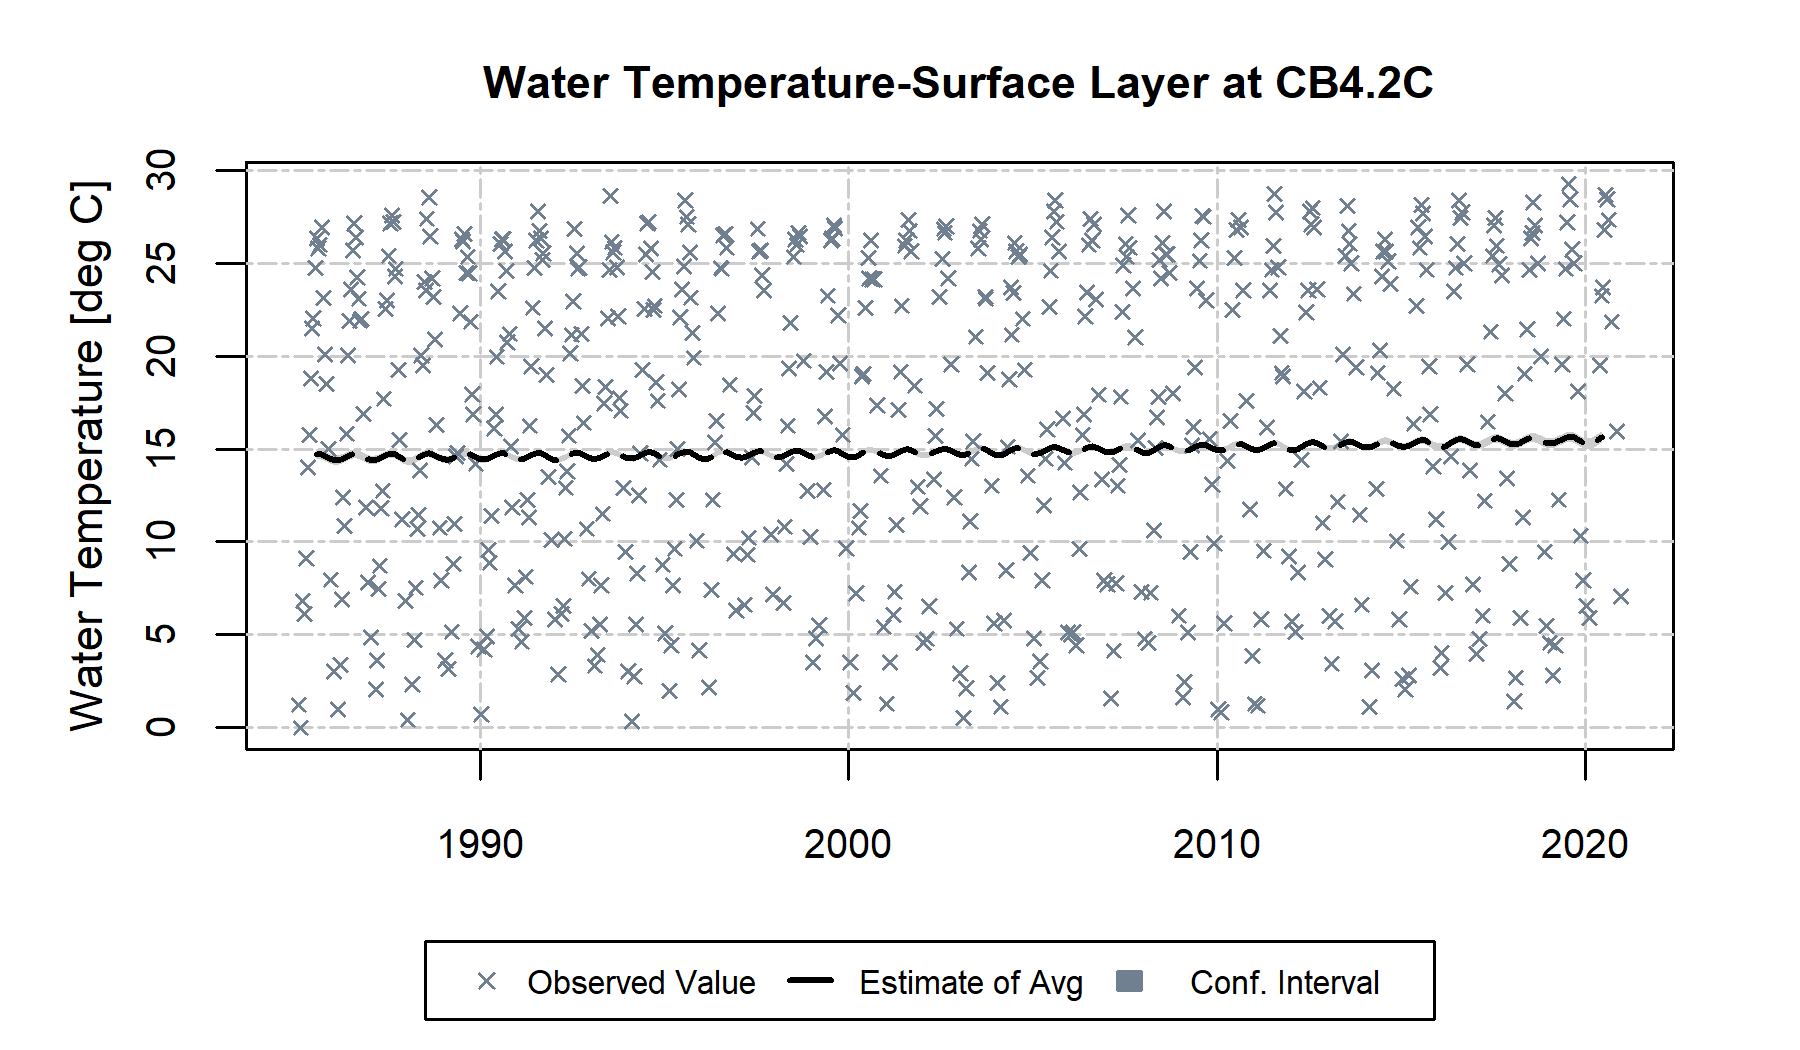 Water Temperature-Surface Layer at CB4.2C
Water Temperature [deg C]
30
25
20
15
10
5
0
1990 2000 2010 2020
Observed Value Estimate of Avg Conf. Interval